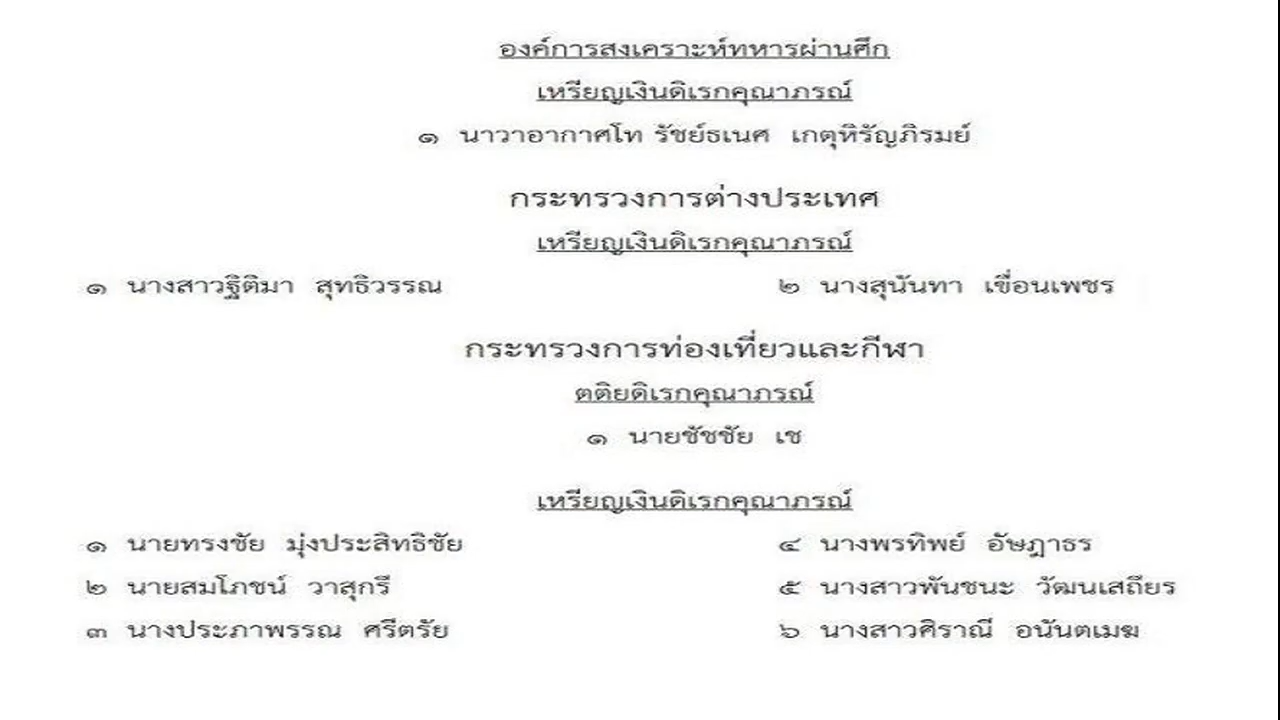 องค์การสงเคราะห์ทหารผ่านศึก
เหรียญเงินดิเรกคุณาภรณ์
๑ นาวาอากาศโท รัชย์ธเนศ เกตุหิรัญภิรมย์
กระทรวงการต่างประเทศ
เหรียญเงินดิเรกคุณาภรณ์
๑ นางสาวฐิติมา สุทธิวรรณ ๒ นางสุนันทา เขื่อนเพชร
กระทรวงการท่องเที่ยวและกีฬา
ตติยดิเรกคุณาภรณ์
๑ นายชัชชัย เช
เหรียญเงินดิเรกคุณาภรณ์
๑ นายทรงชัย มุ่งประสิทธิชัย ๔ นางพรทิพย์ อัษฎาธร
๒ นายสมโภชน์ วาสุกรี ๕ นางสาวพันชนะ วัฒนเสถียร
๓ นางประภาพรรณ ศรีตรัย ๖ นางสาวศิราณี อนันตเมฆ